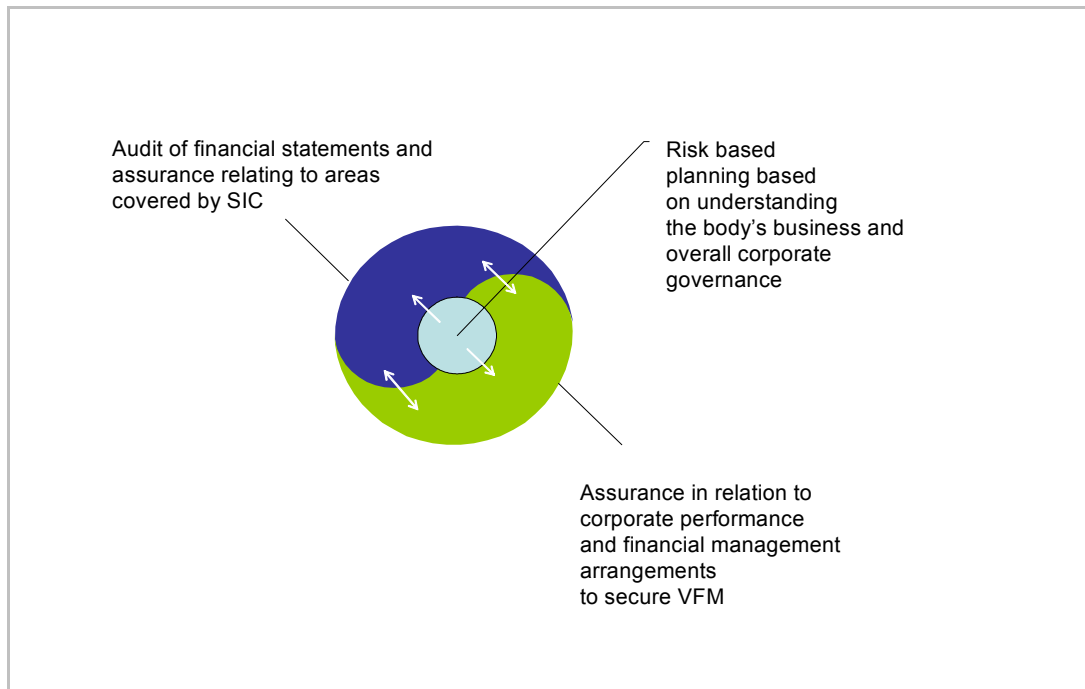 Audit of financial statements and
assurance relating to areas
covered by SIC
Risk based
planning based
on understanding
the body's business and
overall corporate
governance
Assurance in relation to
corporate performance
and financial management
arrangements
to secure VFM